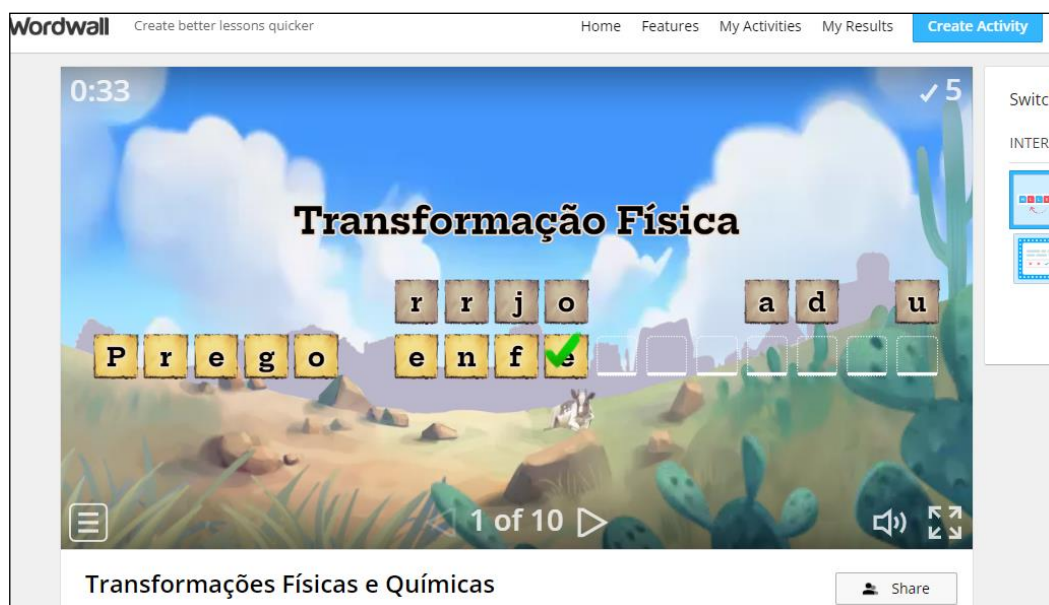 Wordwall Create better lessons quicker Home Features My Activities My Results Create Activity
0:33 ✓5
Switc
INTER
Transformação Física
r r j o a d u
P r e g o e n f e
1 of 10
Transformações Físicas e Químicas Share